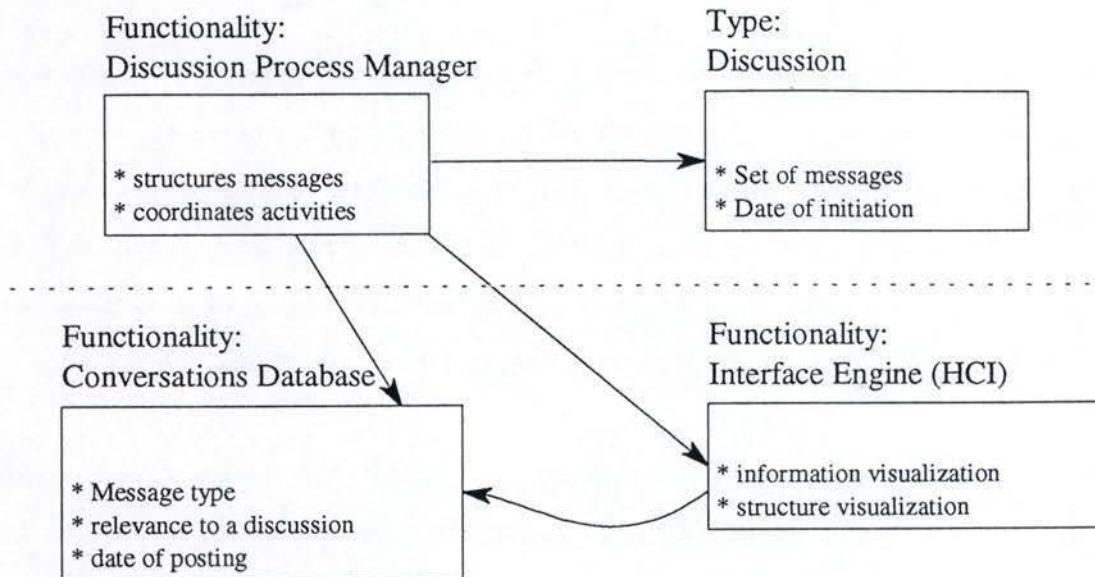 Functionality:
Discussion Process Manager
* structures messages
* coordinates activities
Type:
Discussion
* Set of messages
* Date of initiation
Functionality:
Conversations Database
* Message type
* relevance to a discussion
* date of posting
Functionality:
Interface Engine (HCI)
* information visualization
* structure visualization